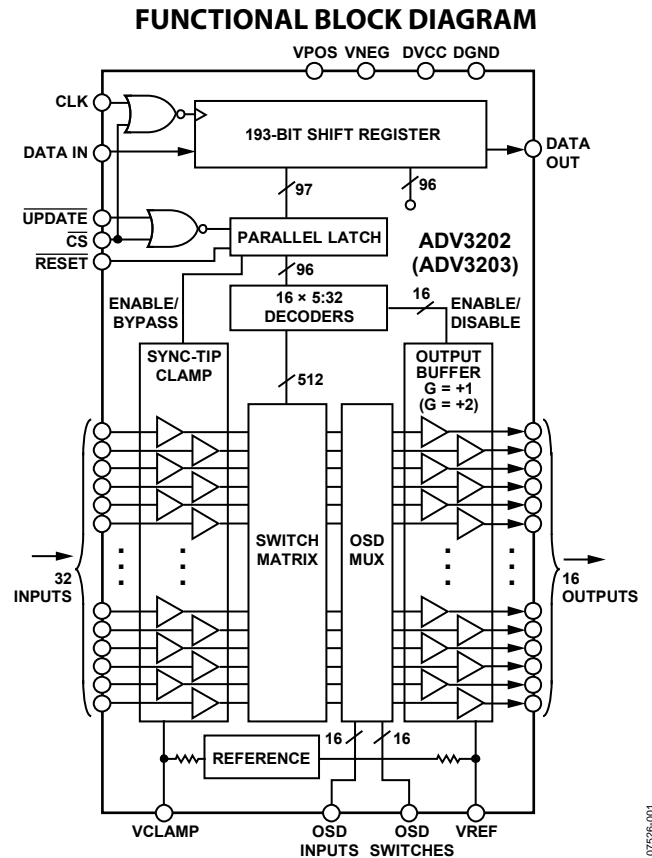 FUNCTIONAL BLOCK DIAGRAM
VPOS VNEG DVCC DGND
CLK
193-BIT SHIFT REGISTER
DATA IN
DATA
OUT
97
96
UPDATE
CS
RESET
PARALLEL LATCH
ADV3202
(ADV3203)
96
ENABLE/
BYPASS
16 × 5:32
DECODERS
16
ENABLE/
DISABLE
SYNC-TIP
CLAMP
OUTPUT
BUFFER
G = +1
(G = +2)
512
SWITCH
MATRIX
OSD
MUX
32
INPUTS
16
OUTPUTS
REFERENCE
16
16
VCLAMP
OSD
INPUTS
OSD
SWITCHES
VREF
07526-001